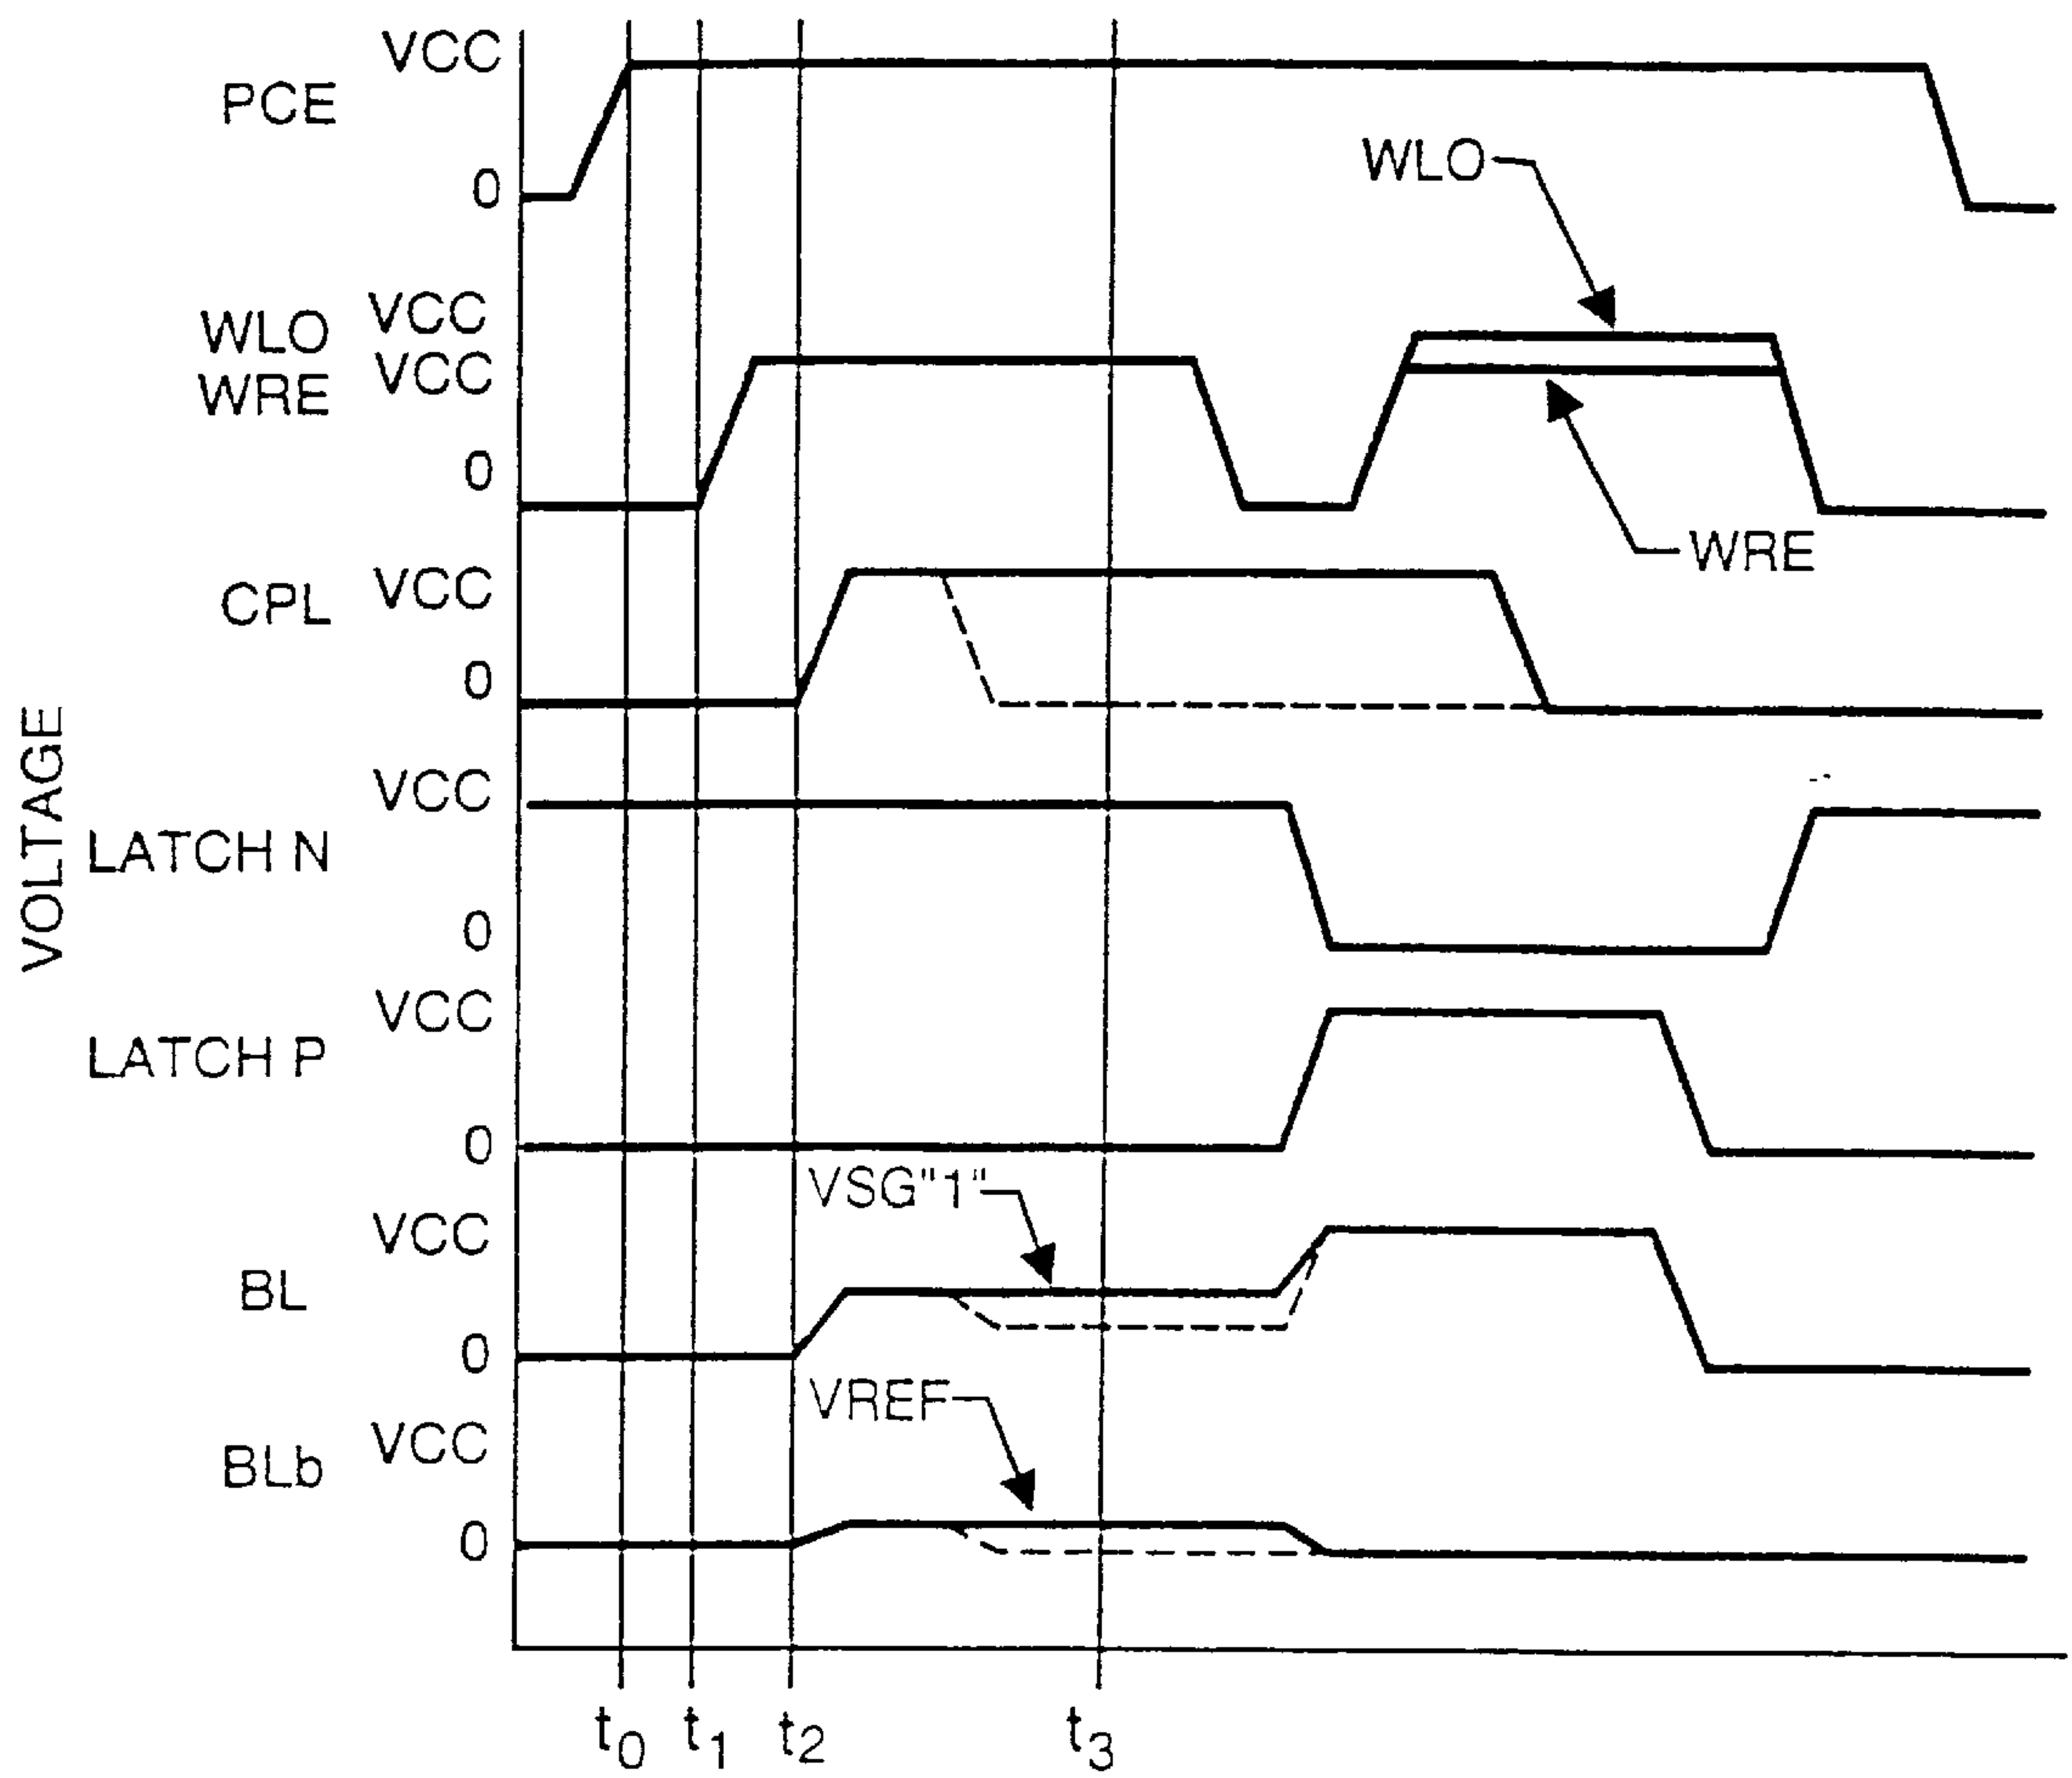 VCC
PCE
0
WLO
WLO VCC
WRE VCC
0
WRE
CPL VCC
0
VOLTAGE
VCC
LATCH N
0
VCC
LATCH P
0
VSG"1"
VCC
BL
0
VREF
VCC
BLb
0
t0 t1 t2 t3